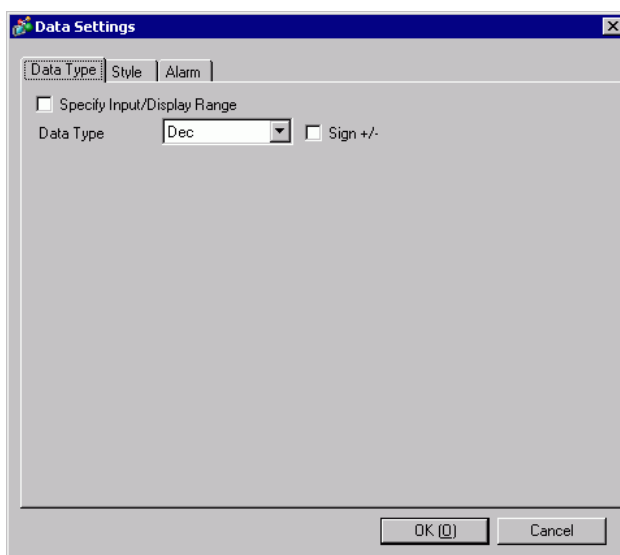 Data Settings
Data Type Style Alarm
Specify Input/Display Range
Data Type Dec Sign +/-
OK (O) Cancel